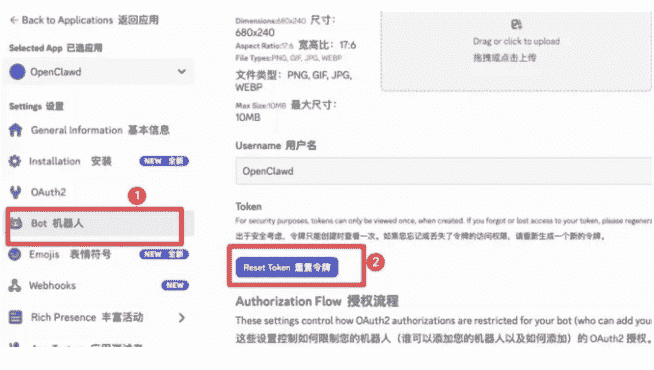 ← Back to Applications 返回应用
Selected App 已选应用
OpenClawd
Settings 设置
General Information 基本信息
Installation 安装 NEW 全新
OAuth2
1
Bot 机器人
Emojis 表情符号 NEW 全新
Webhooks NEW
Rich Presence 丰富活动
Dimensions:680x240 尺寸：
680x240
Aspect Ratio:17:6 宽高比：17:6
File Types:PNG, GIF, JPG, WEBP
文件类型：PNG, GIF, JPG,
WEBP
Max Size:10MB 最大尺寸：
10MB
Drag or click to upload
拖拽或点击上传
Username 用户名
OpenClawd
Token
For security purposes, tokens can only be viewed once, when created. If you forgot or lost access to your token, please regenera
出于安全考虑，令牌只能创建时查看一次。如果您忘记或丢失了令牌的访问权限，请重新生成一个新的令牌。
Reset Token 重置令牌
2
Authorization Flow 授权流程
These settings control how OAuth2 authorizations are restricted for your bot (who can add your
这些设置控制如何限制您的机器人（谁可以添加您的机器人以及如何添加）的 OAuth2 授权。